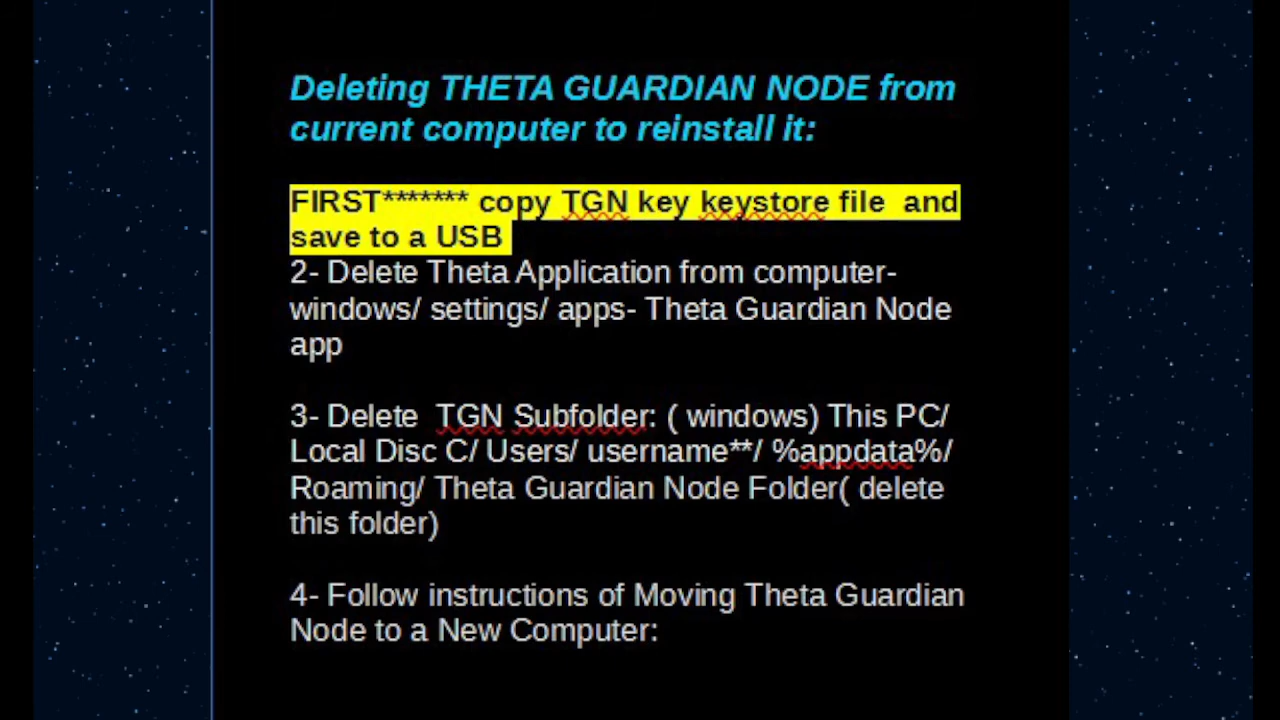 Deleting THETA GUARDIAN NODE from
current computer to reinstall it:
FIRST******* copy TGN key keystore file  and
save to a USB
2- Delete Theta Application from computer-
windows/ settings/ apps- Theta Guardian Node
app
3- Delete  TGN Subfolder: ( windows) This PC/
Local Disc C/ Users/ username**/ %appdata%/
Roaming/ Theta Guardian Node Folder( delete
this folder)
4- Follow instructions of Moving Theta Guardian
Node to a New Computer: